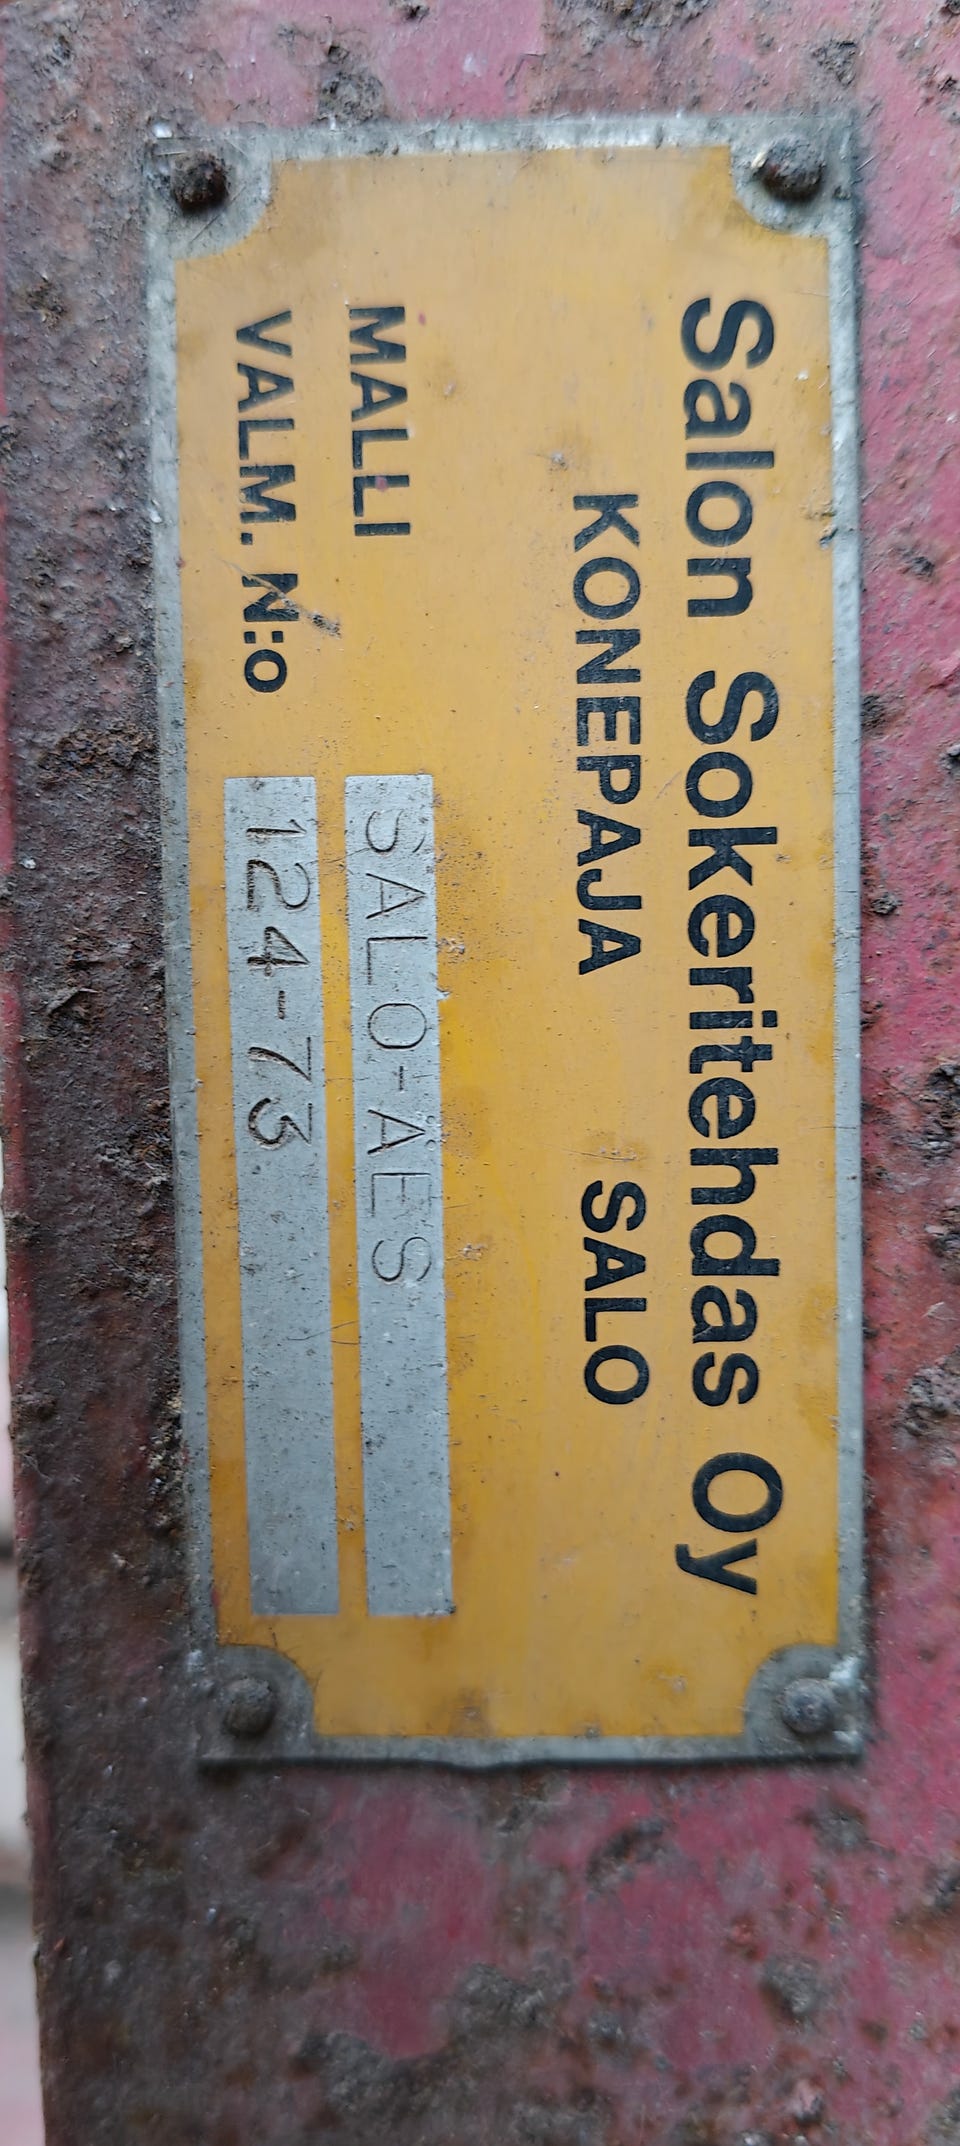 Salon Sokeritehdas Oy
KONEPAJA SALO
MALLI SALO-ÄES
VALM. N:o 124-73